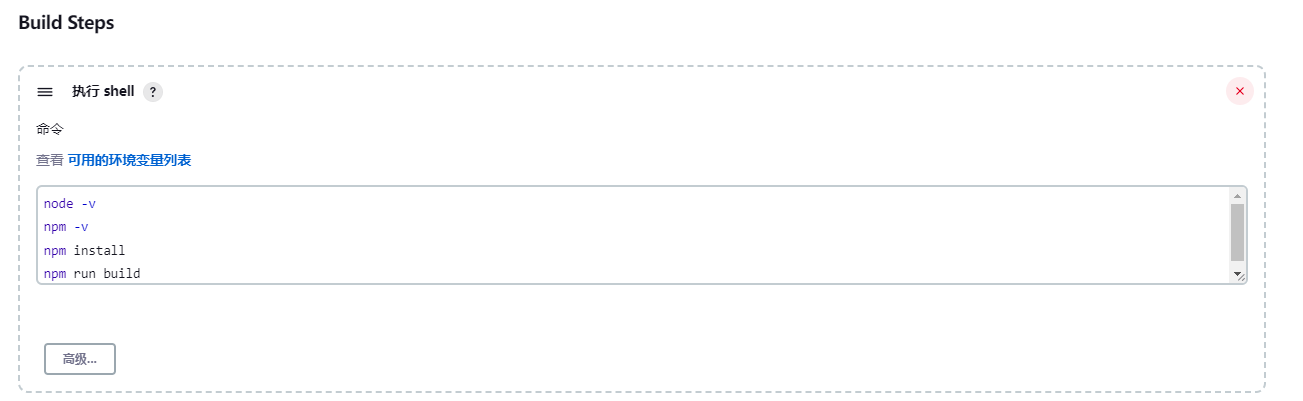 Build Steps
执行 shell ?
命令
查看 可用的环境变量列表
node -v
npm -v
npm install
npm run build
高级...